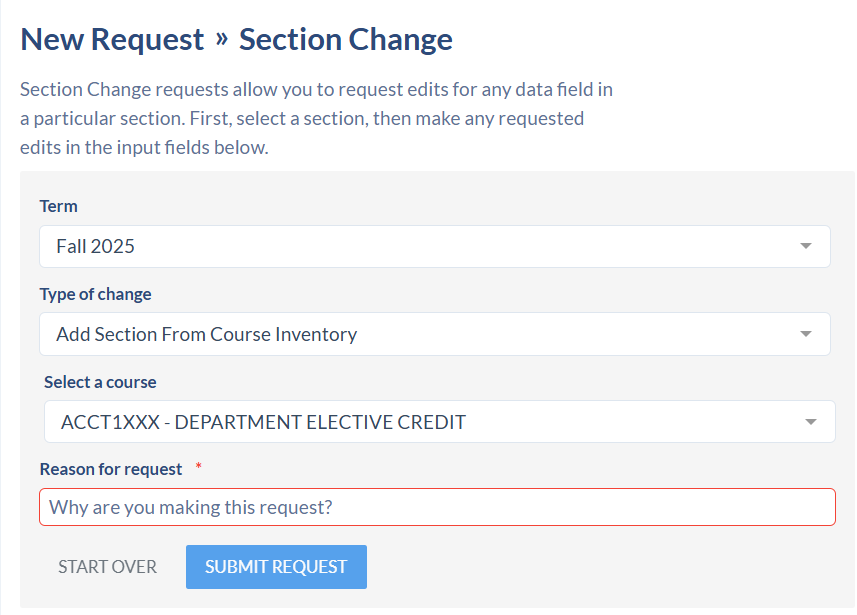 New Request » Section Change
Section Change requests allow you to request edits for any data field in
a particular section. First, select a section, then make any requested
edits in the input fields below.
Term
Fall 2025
Type of change
Add Section From Course Inventory
Select a course
ACCT1XXX - DEPARTMENT ELECTIVE CREDIT
Reason for request *
Why are you making this request?
START OVER SUBMIT REQUEST